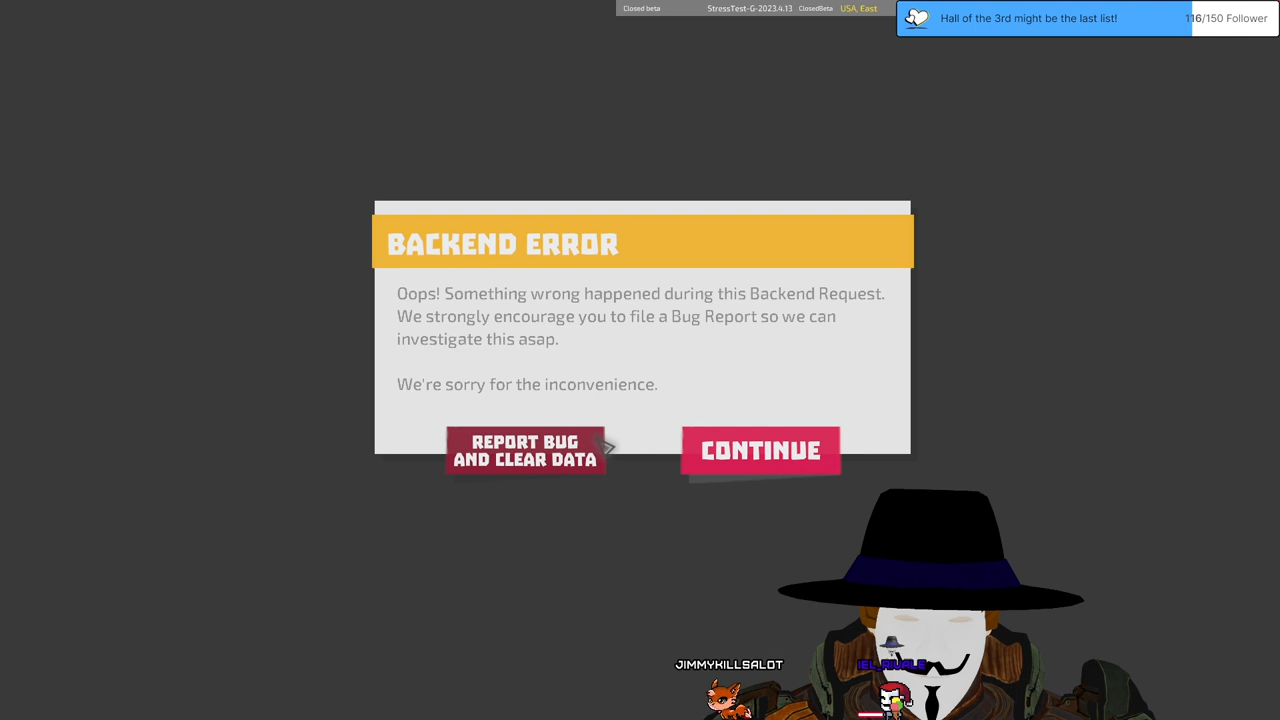 Closed beta StressTest-G-2023.4.13 ClosedBeta USA, East
Hall of the 3rd might be the last list! 116/150 Follower
BACKEND ERROR
Oops! Something wrong happened during this Backend Request.
We strongly encourage you to file a Bug Report so we can
investigate this asap.
We're sorry for the inconvenience.
REPORT BUG
AND CLEAR DATA
CONTINUE
JIMMYKILLSALOT